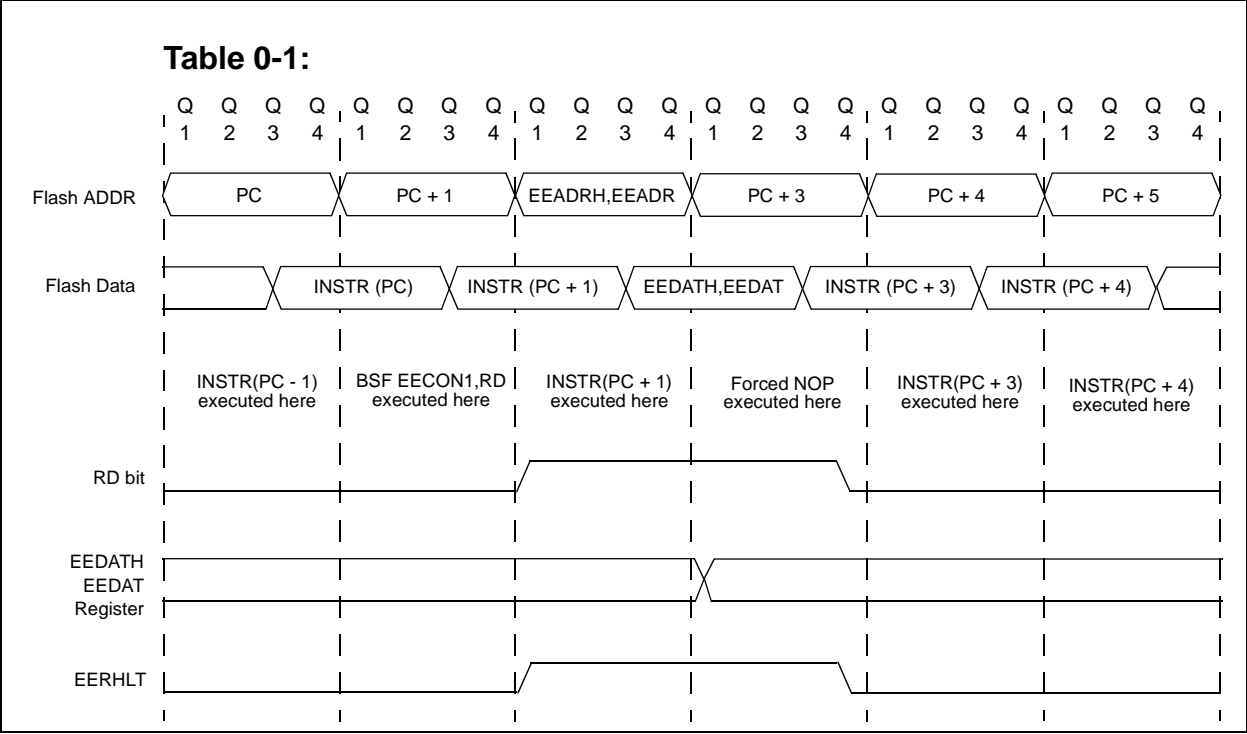 Table 0-1:
Q Q Q Q Q Q Q Q Q Q Q Q Q Q Q Q Q Q Q Q Q Q Q Q
1 2 3 4 1 2 3 4 1 2 3 4 1 2 3 4 1 2 3 4 1 2 3 4
Flash ADDR PC PC + 1 EEADRH,EEADR PC + 3 PC + 4 PC + 5
Flash Data INSTR (PC) INSTR (PC + 1) EEDATH,EEDAT INSTR (PC + 3) INSTR (PC + 4)
INSTR(PC - 1) BSF EECON1,RD INSTR(PC + 1) Forced NOP INSTR(PC + 3) INSTR(PC + 4)
executed here executed here executed here executed here executed here executed here
RD bit
EEDATH
EEDAT
Register
EERHLT